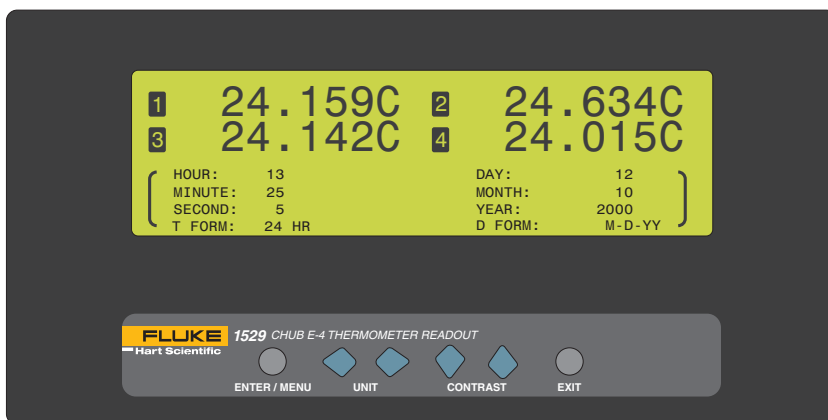 1 24.159C 2 24.634C
3 24.142C 4 24.015C
HOUR: 13 DAY: 12
MINUTE: 25 MONTH: 10
SECOND: 5 YEAR: 2000
T FORM: 24 HR D FORM: M-D-YY
FLUKE 1529 CHUB E-4 THERMOMETER READOUT
Hart Scientific
ENTER / MENU UNIT CONTRAST EXIT